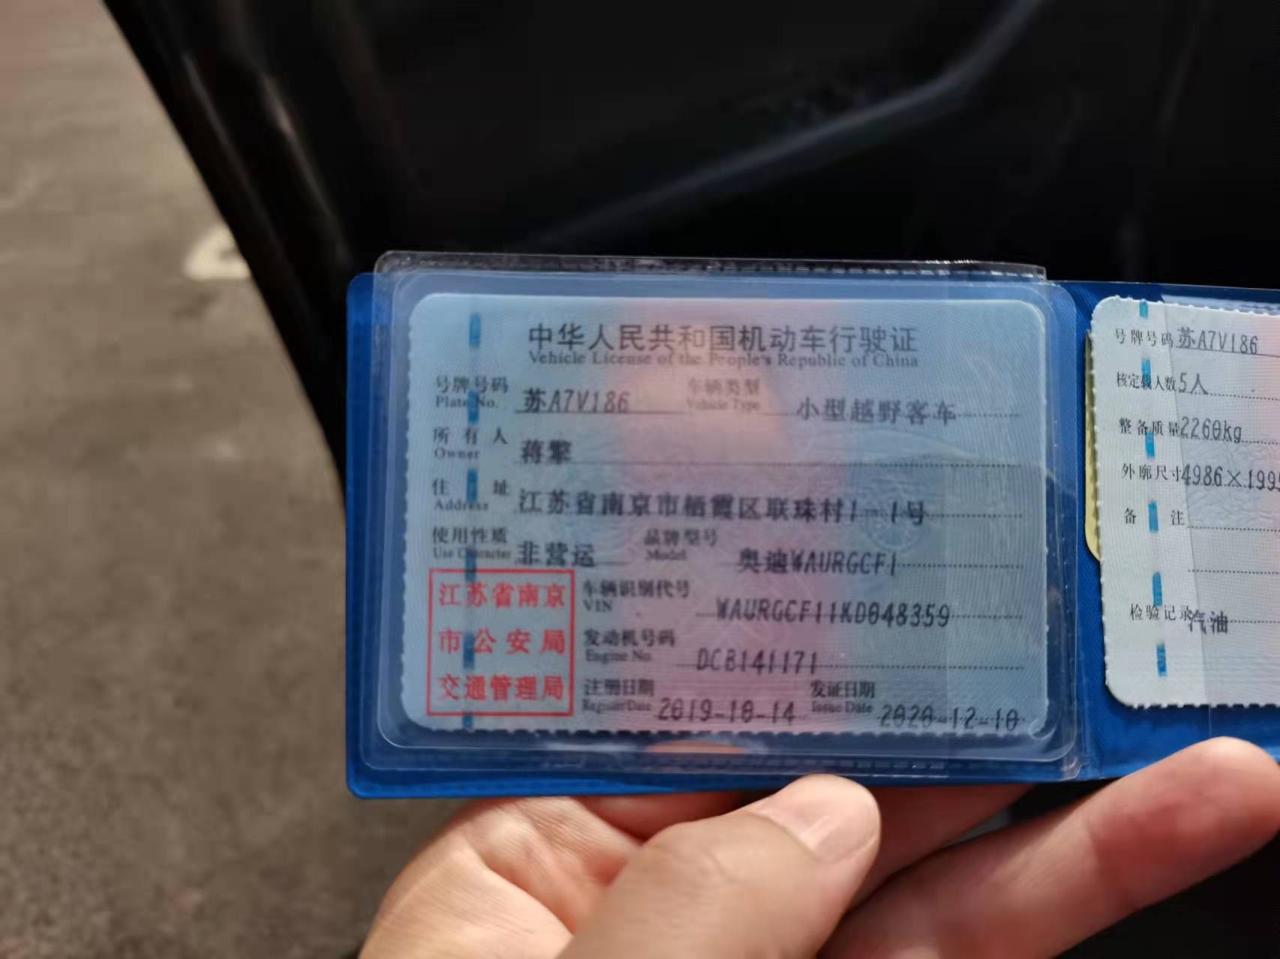 中华人民共和国机动车行驶证
Vehicle License of the People's Republic of China
号牌号码 苏A7V186 车辆类型 小型越野客车
Plate No. Vehicle Type
所有人 蒋擎
Owner
住址 江苏省南京市栖霞区联珠村1-1号
Address
使用性质 非营运 品牌型号 奥迪WAURGCF1
Use Character Model
江苏省南京
市公安局
交通管理局
车辆识别代号 WAURGCF11KD048359
VIN
发动机号码 DCB141171
Engine No.
注册日期 2019-10-14 发证日期 2020-12-10
Register Date Issue Date
号牌号码 苏A7V186
核定载人数 5人
整备质量 2260kg
外廓尺寸 4986×1995
备注
检验记录 汽油